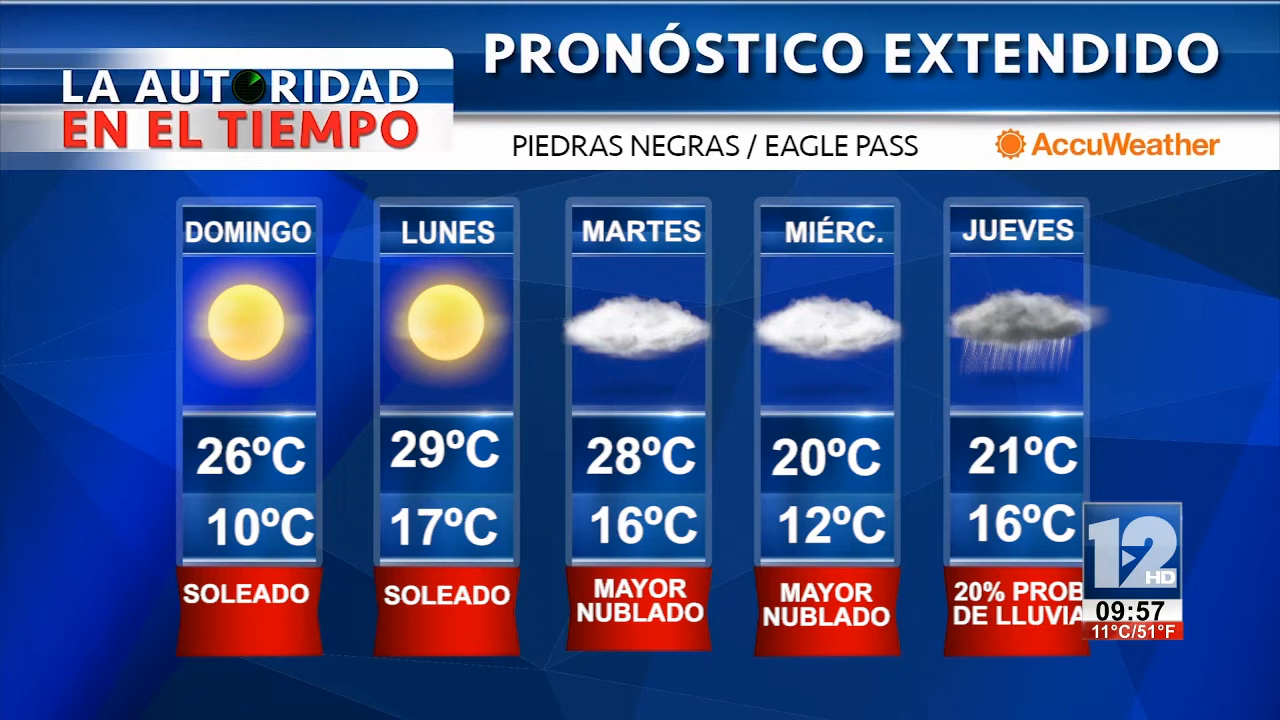 LA AUTORIDAD
EN EL TIEMPO
PRONÓSTICO EXTENDIDO
PIEDRAS NEGRAS / EAGLE PASS
AccuWeather
DOMINGO
26ºC
10ºC
SOLEADO
LUNES
29ºC
17ºC
SOLEADO
MARTES
28ºC
16ºC
MAYOR
NUBLADO
MIÉRC.
20ºC
12ºC
MAYOR
NUBLADO
JUEVES
21ºC
16ºC
20% PROB
DE LLUVIA
12
HD
09:57
11°C/51°F